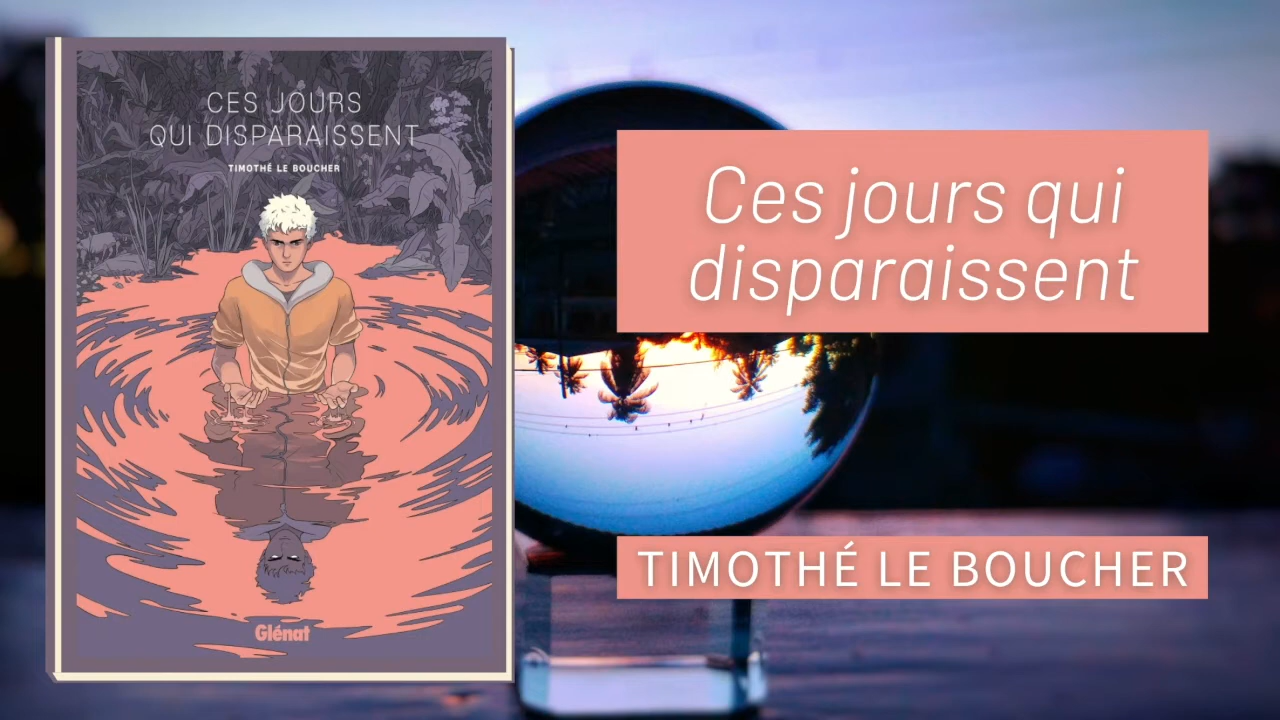 CES JOURS
QUI DISPARAISSENT
TIMOTHÉ LE BOUCHER
Glénat
Ces jours qui
disparaissent
TIMOTHÉ LE BOUCHER